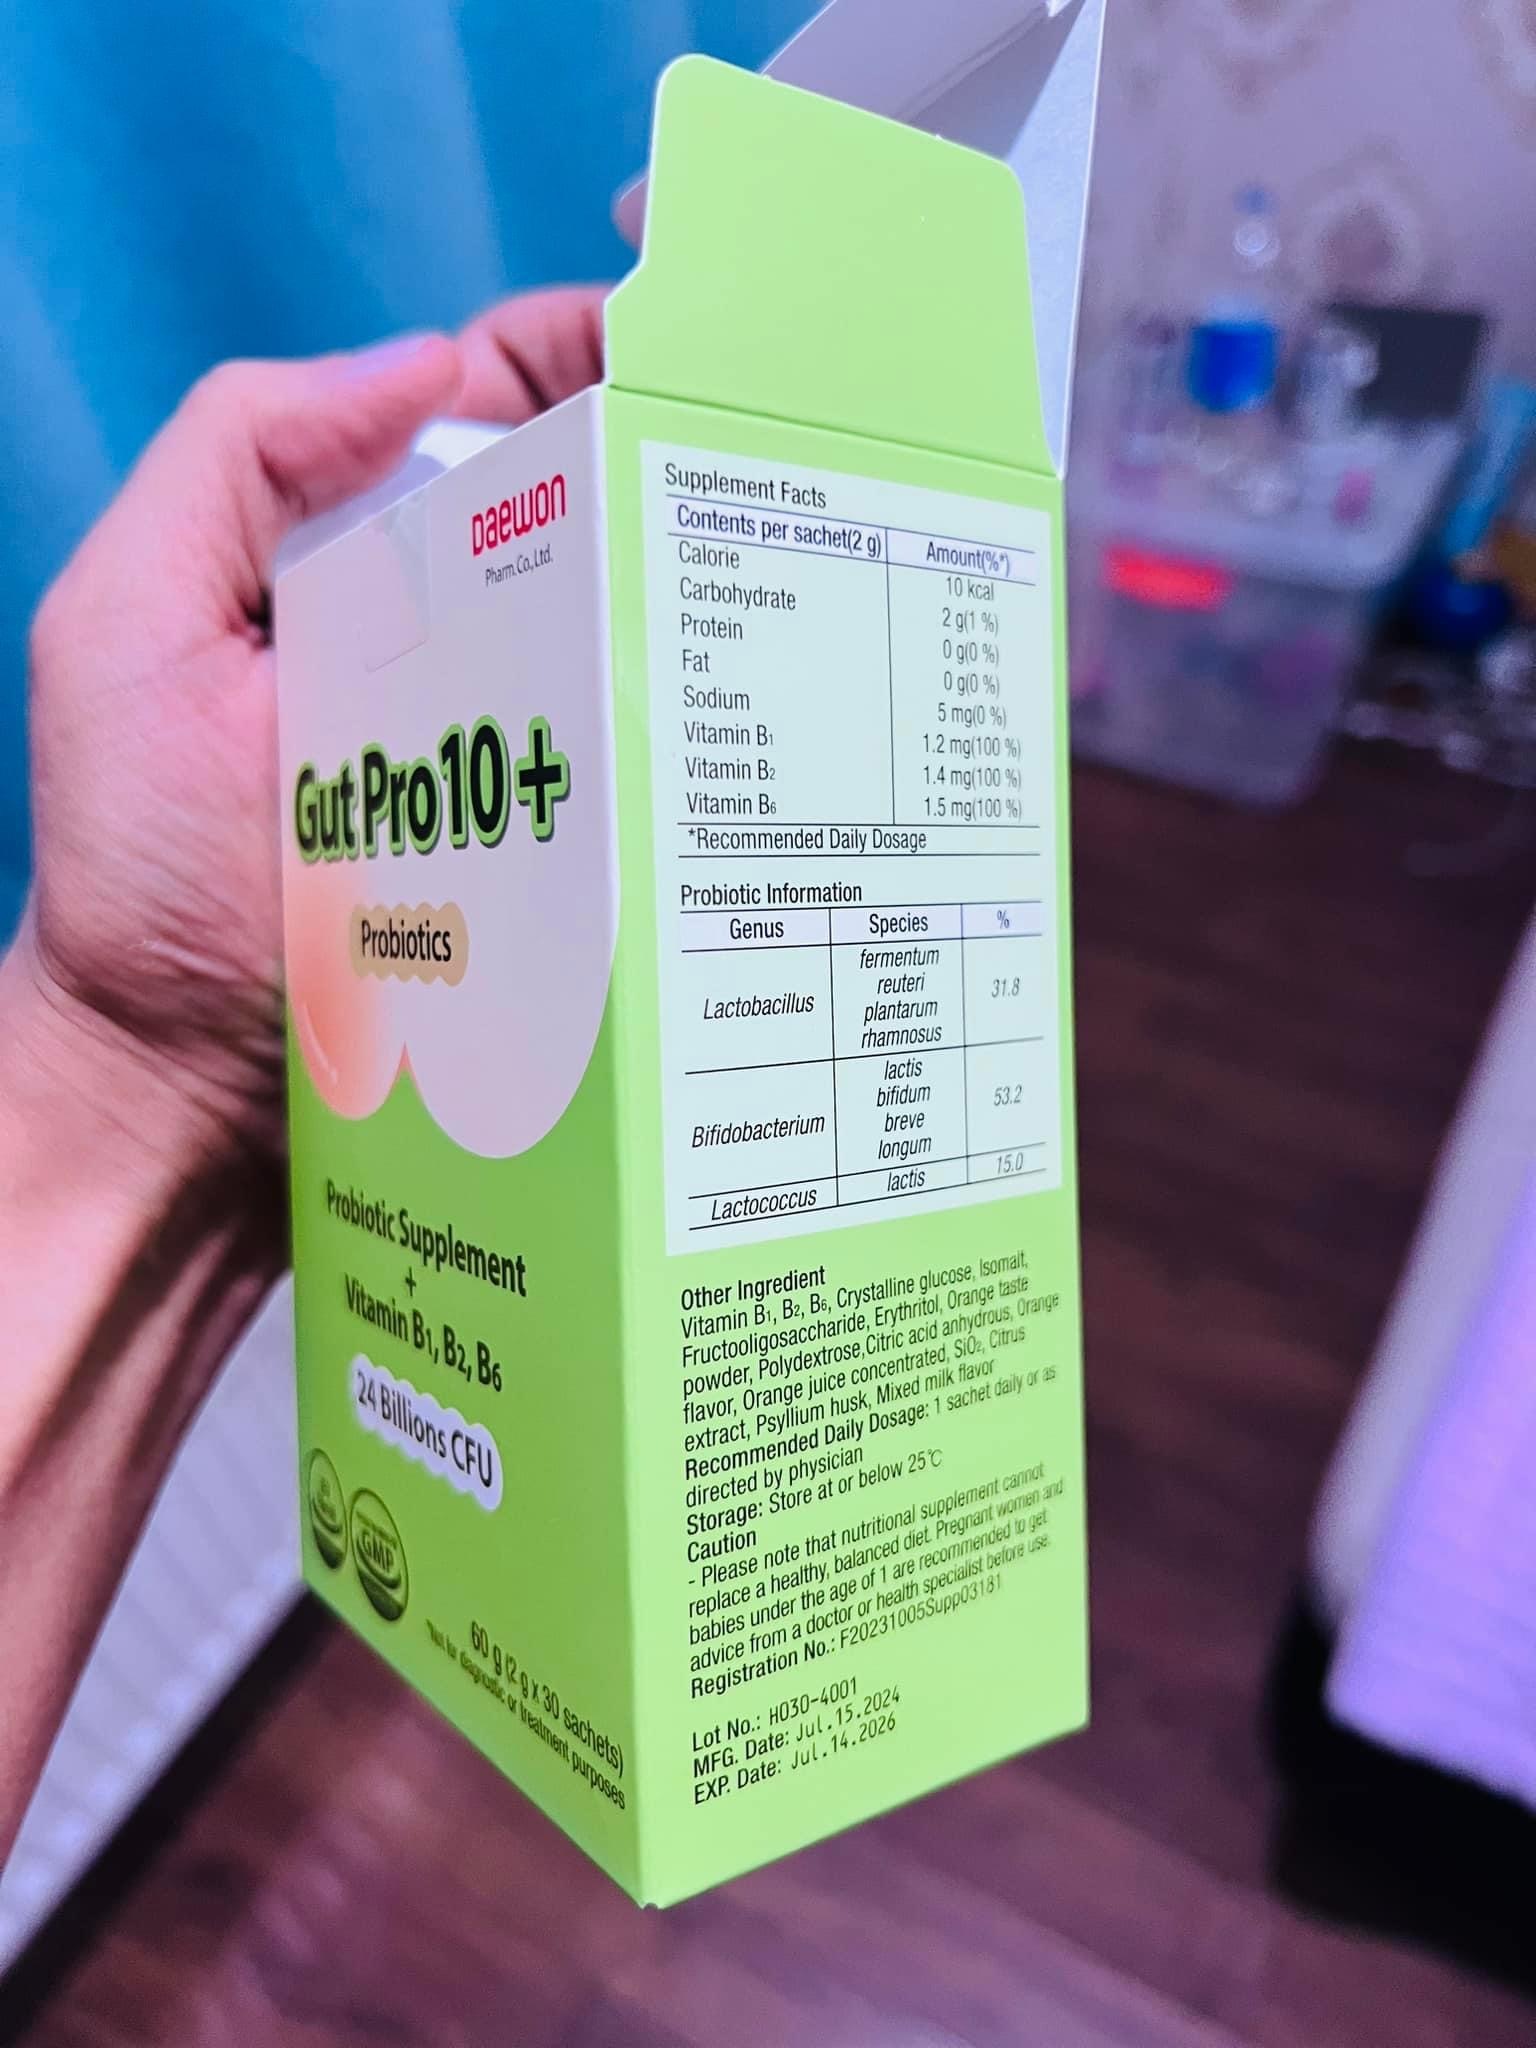 Daewon
Pharm.Co.,Ltd.
Gut Pro10+
Probiotics
Probiotic Supplement
+
Vitamin B1, B2, B6
24 Billions CFU
GMP
60 g (2 g x 30 sachets)
*Not for diagnostic or treatment purposes
Supplement Facts
Contents per sachet(2 g) Amount(%*)
Calorie 10 kcal
Carbohydrate 2 g(1 %)
Protein 0 g(0 %)
Fat 0 g(0 %)
Sodium 5 mg(0 %)
Vitamin B1 1.2 mg(100 %)
Vitamin B2 1.4 mg(100 %)
Vitamin B6 1.5 mg(100 %)
*Recommended Daily Dosage
Probiotic Information
Genus Species %
Lactobacillus
fermentum
reuteri
plantarum
rhamnosus
31.8
Bifidobacterium
lactis
bifidum
breve
longum
53.2
Lactococcus lactis 15.0
Other Ingredient
Vitamin B1, B2, B6, Crystalline glucose, Isomalt,
Fructooligosaccharide, Erythritol, Orange taste
powder, Polydextrose,Citric acid anhydrous, Orange
flavor, Orange juice concentrated, SiO2, Citrus
extract, Psyllium husk, Mixed milk flavor
Recommended Daily Dosage: 1 sachet daily or as
directed by physician
Storage: Store at or below 25℃
Caution
- Please note that nutritional supplement cannot
replace a healthy, balanced diet. Pregnant women and
babies under the age of 1 are recommended to get
advice from a doctor or health specialist before use.
Registration No.: F20231005Supp03181
Lot No.: H030-4001
MFG. Date: Jul.15.2024
EXP. Date: Jul.14.2026